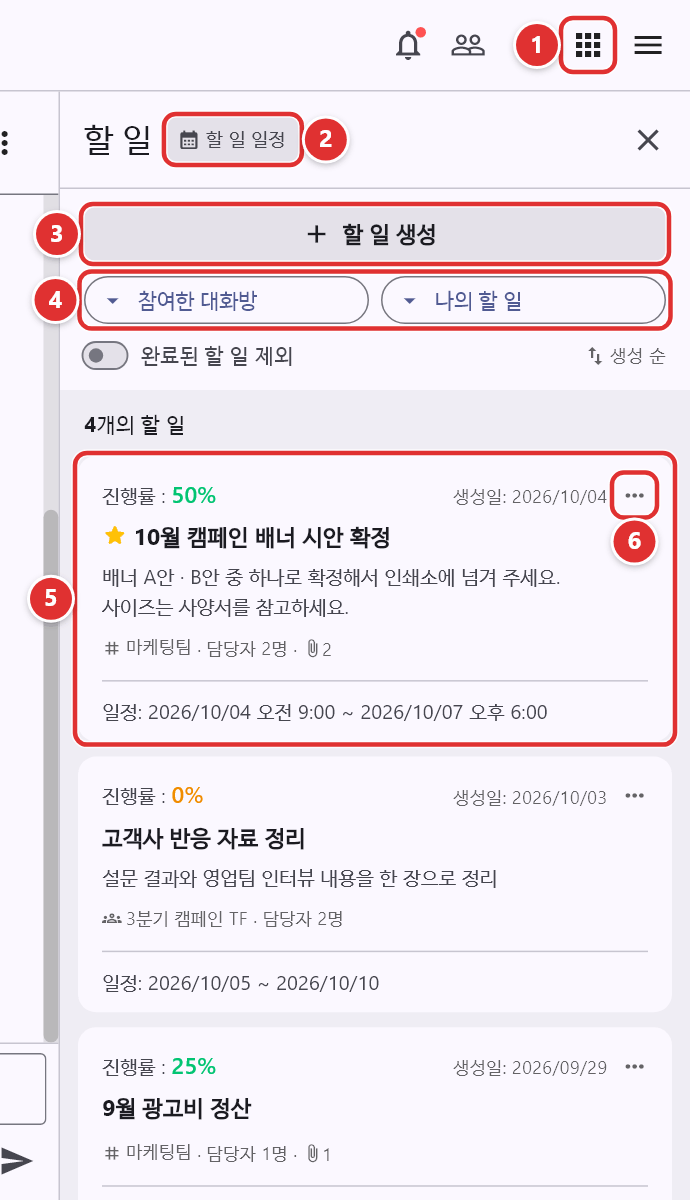 1
할 일
할 일 일정
2
3
+ 할 일 생성
4
참여한 대화방
나의 할 일
완료된 할 일 제외
생성 순
4개의 할 일
5
진행률 : 50%
생성일: 2026/10/04
10월 캠페인 배너 시안 확정
6
배너 A안 · B안 중 하나로 확정해서 인쇄소에 넘겨 주세요.
사이즈는 사양서를 참고하세요.
# 마케팅팀 · 담당자 2명 · 2
일정: 2026/10/04 오전 9:00 ~ 2026/10/07 오후 6:00
진행률 : 0%
생성일: 2026/10/03
고객사 반응 자료 정리
설문 결과와 영업팀 인터뷰 내용을 한 장으로 정리
3분기 캠페인 TF · 담당자 2명
일정: 2026/10/05 ~ 2026/10/10
진행률 : 25%
생성일: 2026/09/29
9월 광고비 정산
# 마케팅팀 · 담당자 1명 · 1